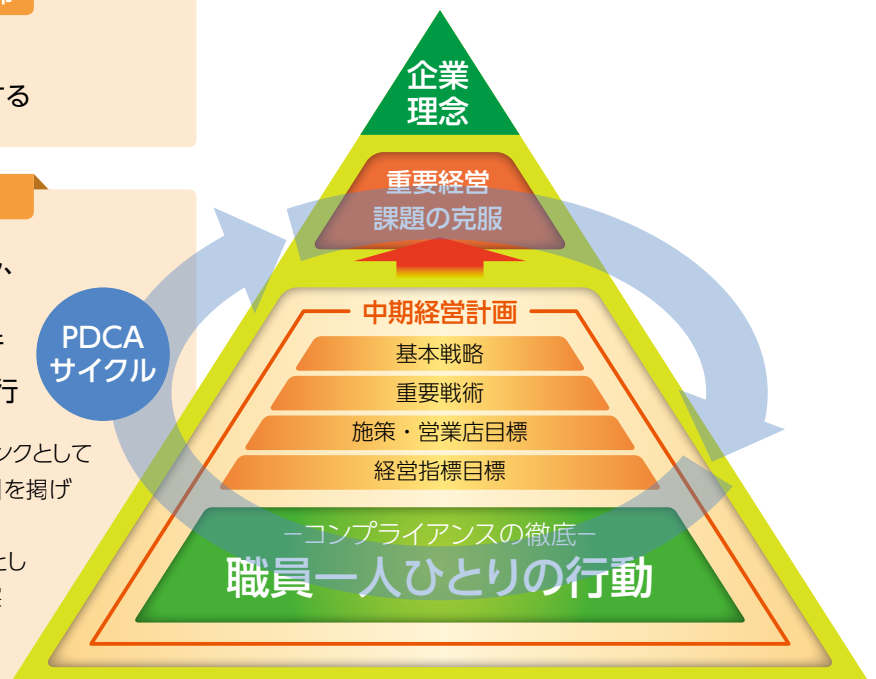 する
行
ンクとして
を掲げ
とし
企業
理念
重要経営
課題の克服
PDCA
サイクル
中期経営計画
基本戦略
重要戦術
施策・営業店目標
経営指標目標
−コンプライアンスの徹底−
職員一人ひとりの行動